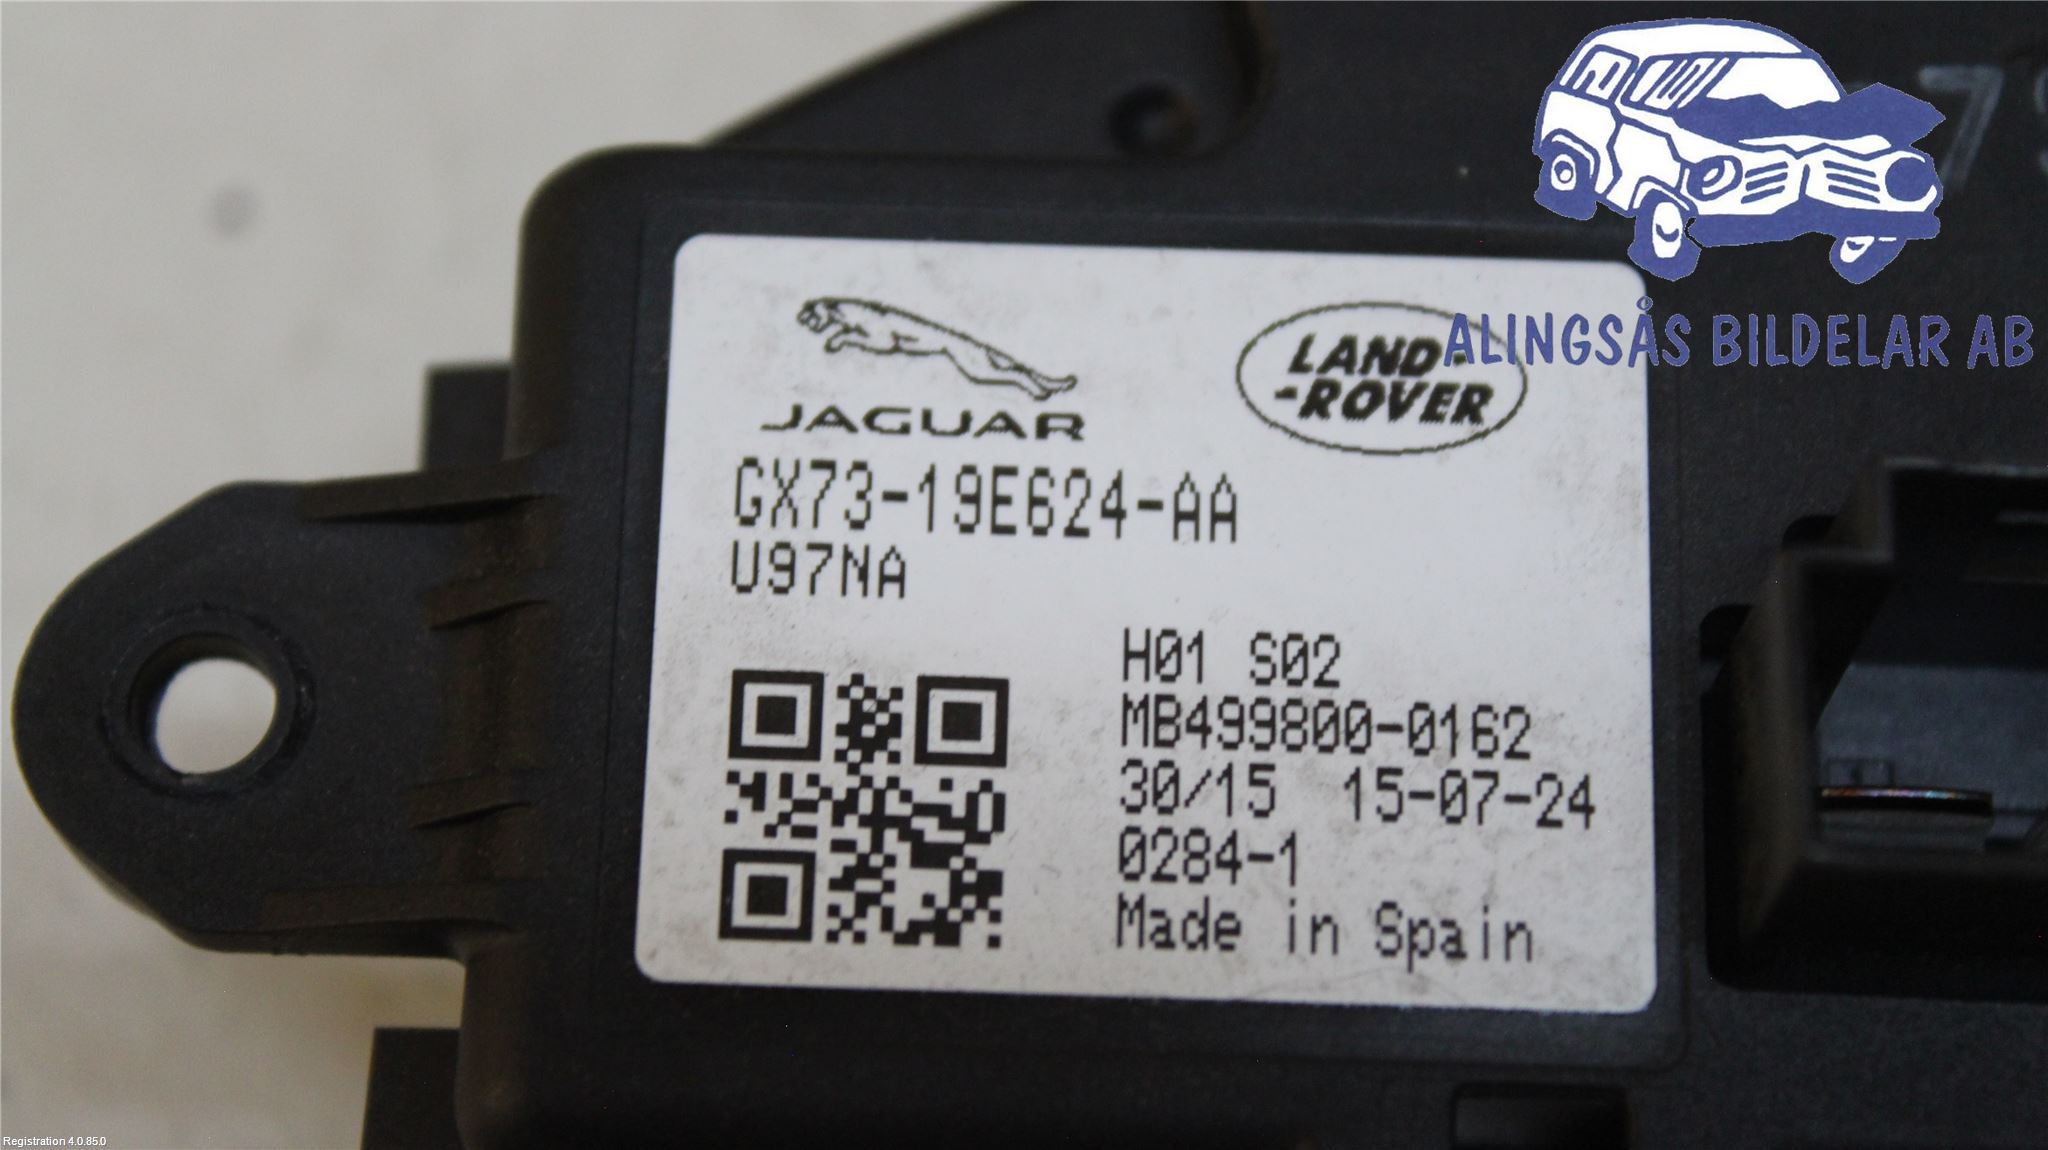 ALINGSÅS BILDELAR AB
JAGUAR
LAND-
-ROVER
GX73-19E624-AA
U97NA
H01 S02
MB499800-0162
30/15 15-07-24
0284-1
Made in Spain
Registration 4.0.85.0